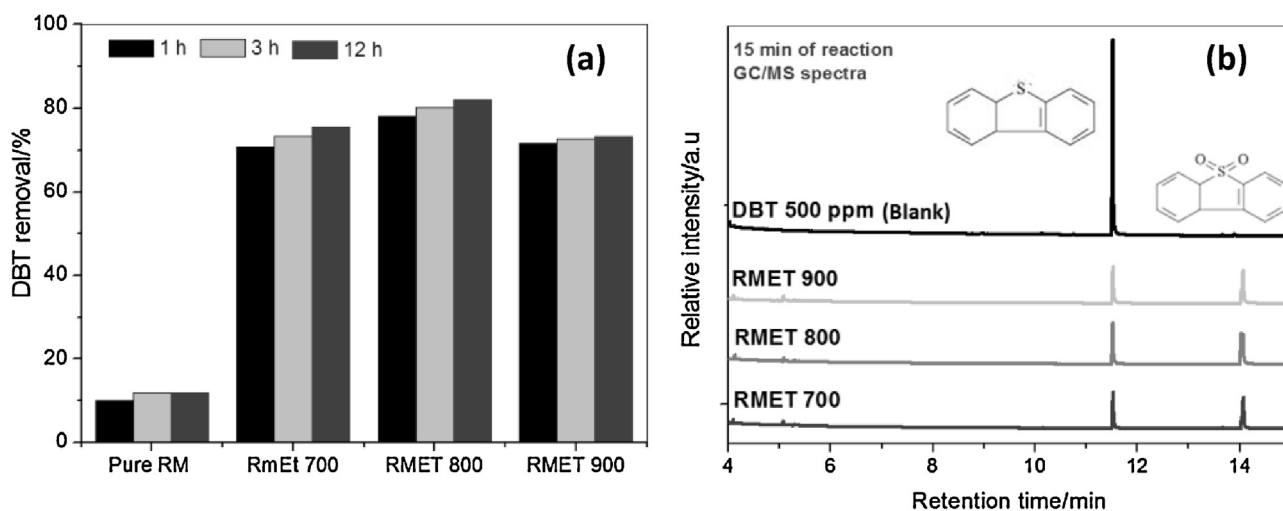 100
80
60
40
20
0
DBT removal/%
1 h 3 h 12 h
(a)
Pure RM RmEt 700 RMET 800 RMET 900
15 min of reaction
GC/MS spectra
(b)
S
O O
S
DBT 500 ppm (Blank)
RMET 900
RMET 800
RMET 700
Relative intensity/a.u
4 6 8 10 12 14
Retention time/min